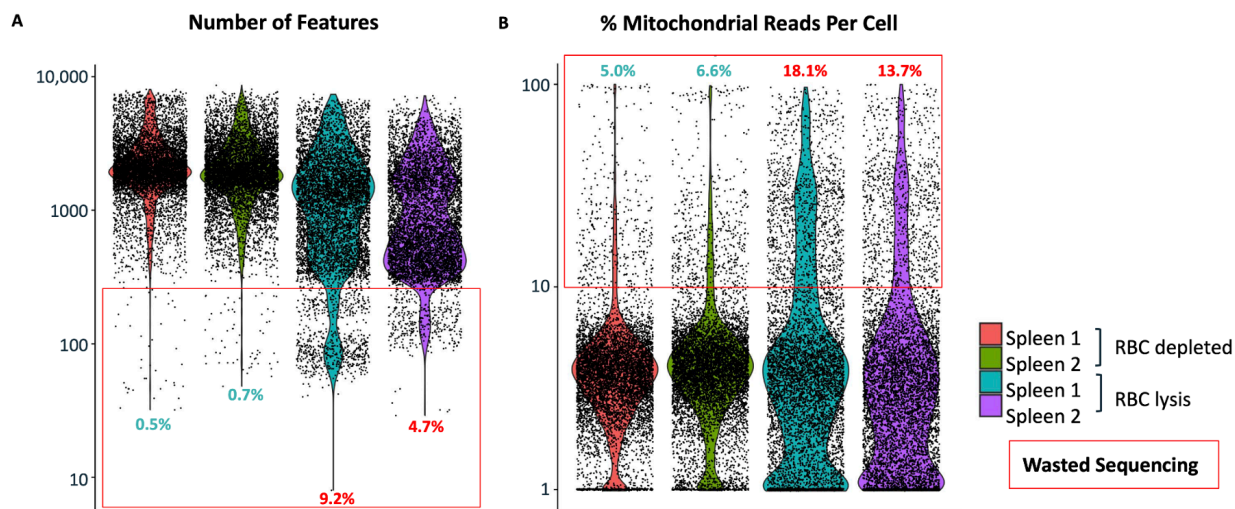 A
Number of Features
10,000
1000
100
10
0.5%
0.7%
9.2%
4.7%
B
% Mitochondrial Reads Per Cell
100
10
1
5.0%
6.6%
18.1%
13.7%
Spleen 1
Spleen 2
RBC depleted
Spleen 1
Spleen 2
RBC lysis
Wasted Sequencing